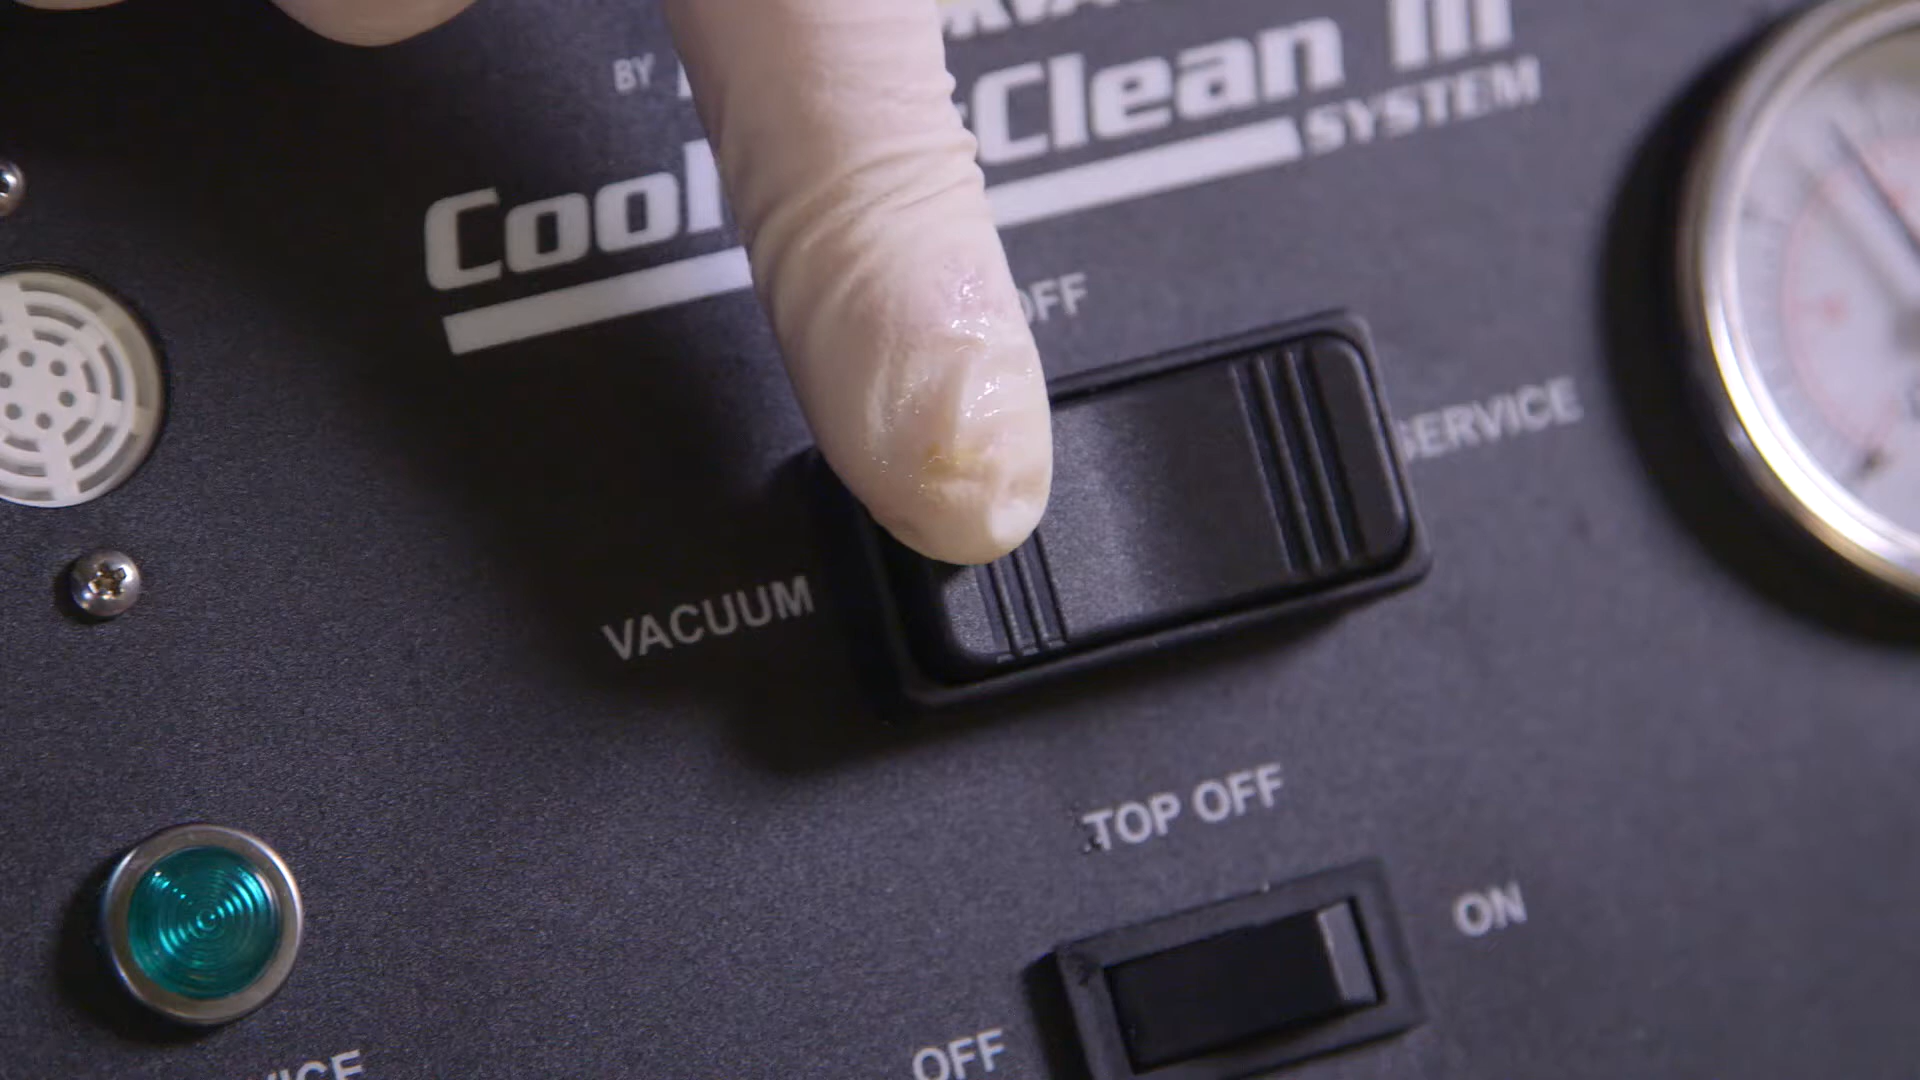 BY
Cool Clean III
SYSTEM
OFF
SERVICE
VACUUM
TOP OFF
ON
OFF